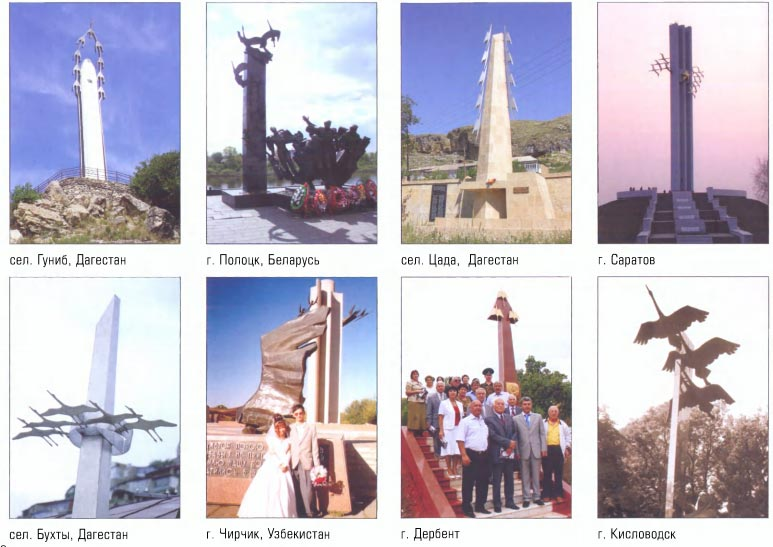 сел. Гуниб, Дагестан
г. Полоцк, Беларусь
сел. Цада, Дагестан
г. Саратов
сел. Бухты, Дагестан
г. Чирчик, Узбекистан
г. Дербент
г. Кисловодск